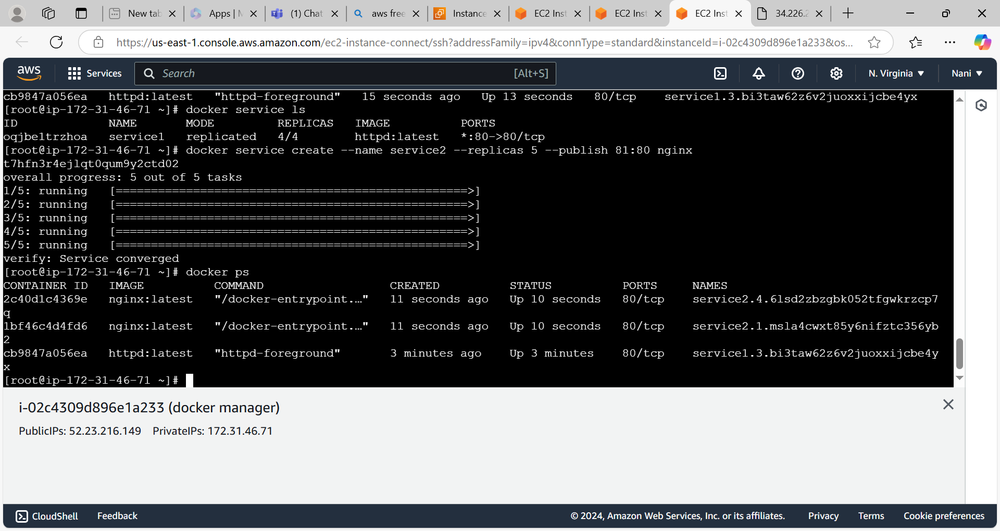 New tab
Apps | M
(1) Chat
aws free
Instance
EC2 Inst
EC2 Inst
EC2 Inst
34.226.2
https://us-east-1.console.aws.amazon.com/ec2-instance-connect/ssh?addressFamily=ipv4&connType=standard&instanceId=i-02c4309d896e1a233&os...
aws
Services
Search
[Alt+S]
N. Virginia
Nani
cb9847a056ea httpd:latest "httpd-foreground" 15 seconds ago Up 13 seconds 80/tcp service1.3.bi3taw62z6v2juoxxijcbe4yx
[root@ip-172-31-46-71 ~]# docker service ls
ID NAME MODE REPLICAS IMAGE PORTS
oqjbe1trzhoa service1 replicated 4/4 httpd:latest *:80->80/tcp
[root@ip-172-31-46-71 ~]# docker service create --name service2 --replicas 5 --publish 81:80 nginx
t7hfn3r4ejlqt0qum9y2ctd02
overall progress: 5 out of 5 tasks
1/5: running [==================================================>]
2/5: running [==================================================>]
3/5: running [==================================================>]
4/5: running [==================================================>]
5/5: running [==================================================>]
verify: Service converged
[root@ip-172-31-46-71 ~]# docker ps
CONTAINER ID IMAGE COMMAND CREATED STATUS PORTS NAMES
2c40d1c4369e nginx:latest "/docker-entrypoint.…" 11 seconds ago Up 10 seconds 80/tcp service2.4.6lsd2zbzgbk052tfgwkrzcp7
q
1bf46c4d4fd6 nginx:latest "/docker-entrypoint.…" 11 seconds ago Up 10 seconds 80/tcp service2.1.msla4cwxt85y6nifztc356yb
2
cb9847a056ea httpd:latest "httpd-foreground" 3 minutes ago Up 3 minutes 80/tcp service1.3.bi3taw62z6v2juoxxijcbe4y
x
[root@ip-172-31-46-71 ~]#
i-02c4309d896e1a233 (docker manager)
PublicIPs: 52.23.216.149 PrivateIPs: 172.31.46.71
CloudShell
Feedback
© 2024, Amazon Web Services, Inc. or its affiliates.
Privacy
Terms
Cookie preferences